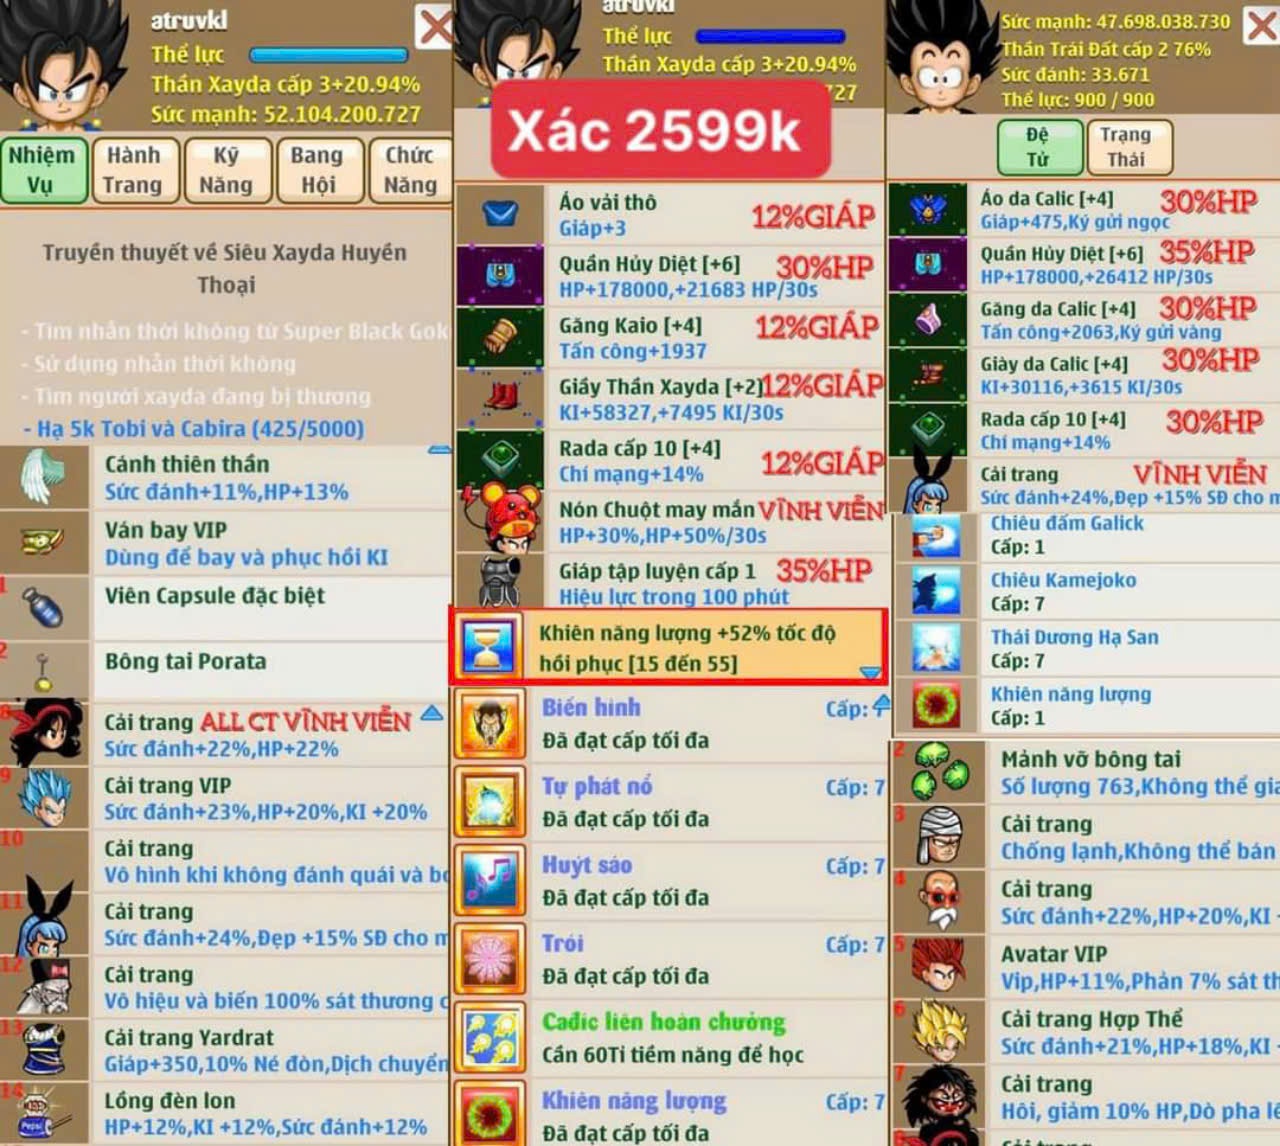 atruvkl
Thể lực
Thần Xayda cấp 3+20.94%
Sức mạnh: 52.104.200.727
Nhiệm Vụ
Hành Trang
Kỹ Năng
Bang Hội
Chức Năng
Truyền thuyết về Siêu Xayda Huyền
Thoại
- Tìm nhẫn thời không từ Super Black Gok
- Sử dụng nhẫn thời không
- Tìm người xayda đang bị thương
- Hạ 5k Tobi và Cabira (425/5000)
Cánh thiên thần
Sức đánh+11%,HP+13%
Ván bay VIP
Dùng để bay và phục hồi KI
1
Viên Capsule đặc biệt
2
Bông tai Porata
8
Cải trang ALL CT VĨNH VIỄN
Sức đánh+22%,HP+22%
9
Cải trang VIP
Sức đánh+23%,HP+20%,KI +20%
10
Cải trang
Vô hình khi không đánh quái và bo
11
Cải trang
Sức đánh+24%,Đẹp +15% SĐ cho m
12
Cải trang
Vô hiệu và biến 100% sát thương c
13
Cải trang Yardrat
Giáp+350,10% Né đòn,Dịch chuyển
14
Lồng đèn lon
HP+12%,KI +12%,Sức đánh+12%
PEPSI
atruvkl
Thể lực
Thần Xayda cấp 3+20.94%
727
Xác 2599k
Áo vải thô 12%GIÁP
Giáp+3
Quần Hủy Diệt [+6] 30%HP
HP+178000,+21683 HP/30s
Găng Kaio [+4] 12%GIÁP
Tấn công+1937
Giầy Thần Xayda [+2] 12%GIÁP
KI+58327,+7495 KI/30s
Rada cấp 10 [+4] 12%GIÁP
Chí mạng+14%
Nón Chuột may mắn VĨNH VIỄN
HP+30%,HP+50%/30s
Giáp tập luyện cấp 1 35%HP
Hiệu lực trong 100 phút
Khiên năng lượng +52% tốc độ
hồi phục [15 đến 55]
Biến hình Cấp: 7
Đã đạt cấp tối đa
Tự phát nổ Cấp: 7
Đã đạt cấp tối đa
Huýt sáo Cấp: 7
Đã đạt cấp tối đa
Trói Cấp: 7
Đã đạt cấp tối đa
Cađíc liên hoàn chưởng
Cần 60Tỉ tiềm năng để học
Khiên năng lượng Cấp: 7
Đã đạt cấp tối đa
Sức mạnh: 47.698.038.730
Thần Trái Đất cấp 2 76%
Sức đánh: 33.671
Thể lực: 900 / 900
Đệ Tử
Trạng Thái
Áo da Calic [+4] 30%HP
Giáp+475,Ký gửi ngọc
Quần Hủy Diệt [+6] 35%HP
HP+178000,+26412 HP/30s
Găng da Calic [+4] 30%HP
Tấn công+2063,Ký gửi vàng
Giày da Calic [+4] 30%HP
KI+30116,+3615 KI/30s
Rada cấp 10 [+4] 30%HP
Chí mạng+14%
Cải trang VĨNH VIỄN
Sức đánh+24%,Đẹp +15% SĐ cho m
Chiêu đấm Galick
Cấp: 1
Chiêu Kamejoko
Cấp: 7
Thái Dương Hạ San
Cấp: 7
Khiên năng lượng
Cấp: 1
2
Mảnh vỡ bông tai
Số lượng 763,Không thể gia
3
Cải trang
Chống lạnh,Không thể bán
4
Cải trang
Sức đánh+22%,HP+20%,KI +
5
Avatar VIP
Vip,HP+11%,Phản 7% sát th
6
Cải trang Hợp Thể
Sức đánh+21%,HP+18%,KI +
7
Cải trang
Hôi, giảm 10% HP,Dò pha lê
8
Cải trang